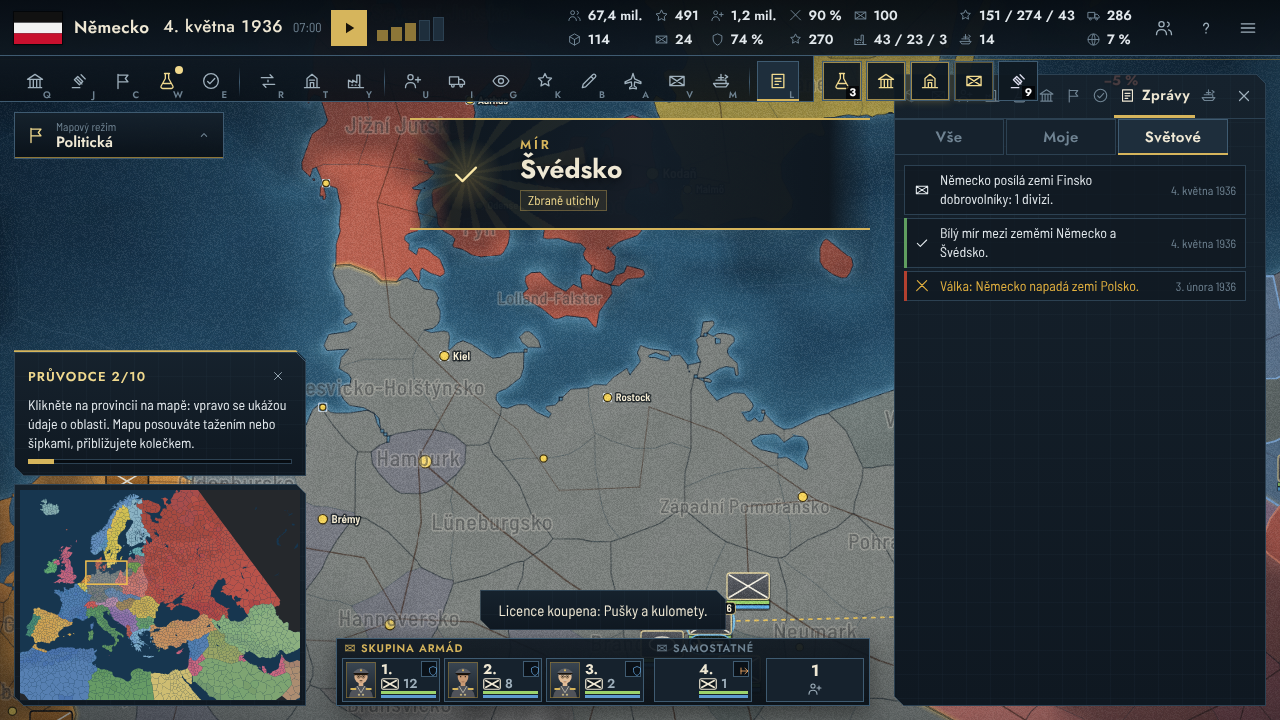 Německo
4. května 1936
07:00
67,4 mil.
491
1,2 mil.
90 %
100
151 / 274 / 43
286
114
24
74 %
270
43 / 23 / 3
14
7 %
?
Q
J
C
W
E
R
T
Y
U
I
G
K
B
A
V
M
L
3
9
−5 %
Zprávy
Vše
Moje
Světové
Mapový režim
Politická
MÍR
Švédsko
Zbraně utichly
Německo posílá zemi Finsko
dobrovolníky: 1 divizi.
4. května 1936
Bílý mír mezi zeměmi Německo a
Švédsko.
4. května 1936
Válka: Německo napadá zemi Polsko.
3. února 1936
Lolland-Falster
Kiel
Rostock
Hamburk
Brémy
Lüneburgsko
Západní Pomořansko
Hannoversko
Neumark
PRŮVODCE 2/10
Klikněte na provincii na mapě: vpravo se ukážou
údaje o oblasti. Mapu posouváte tažením nebo
šipkami, přibližujete kolečkem.
Licence koupena: Pušky a kulomety.
6
SKUPINA ARMÁD
SAMOSTATNÉ
1.
12
2.
8
3.
2
4.
1
1